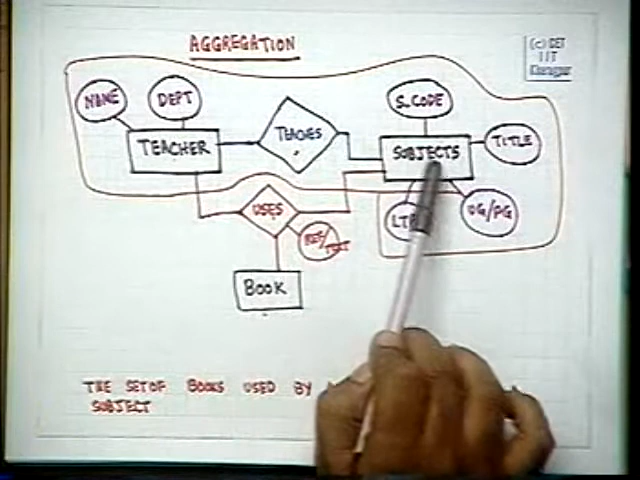 AGGREGATION
(c) CET
IIT
Kharagpur
NAME
DEPT
S_CODE
TEACHER
TEACHES
SUBJECTS
TITLE
USES
REF/TEXT
LTP
UG/PG
BOOK
THE SET OF BOOKS USED BY
SUBJECT